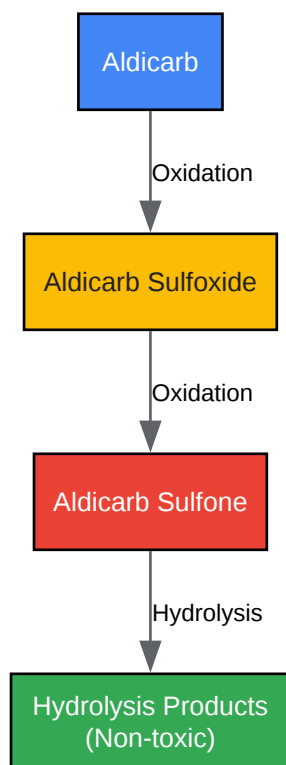 Aldicarb
Oxidation
Aldicarb Sulfoxide
Oxidation
Aldicarb Sulfone
Hydrolysis
Hydrolysis Products
(Non-toxic)